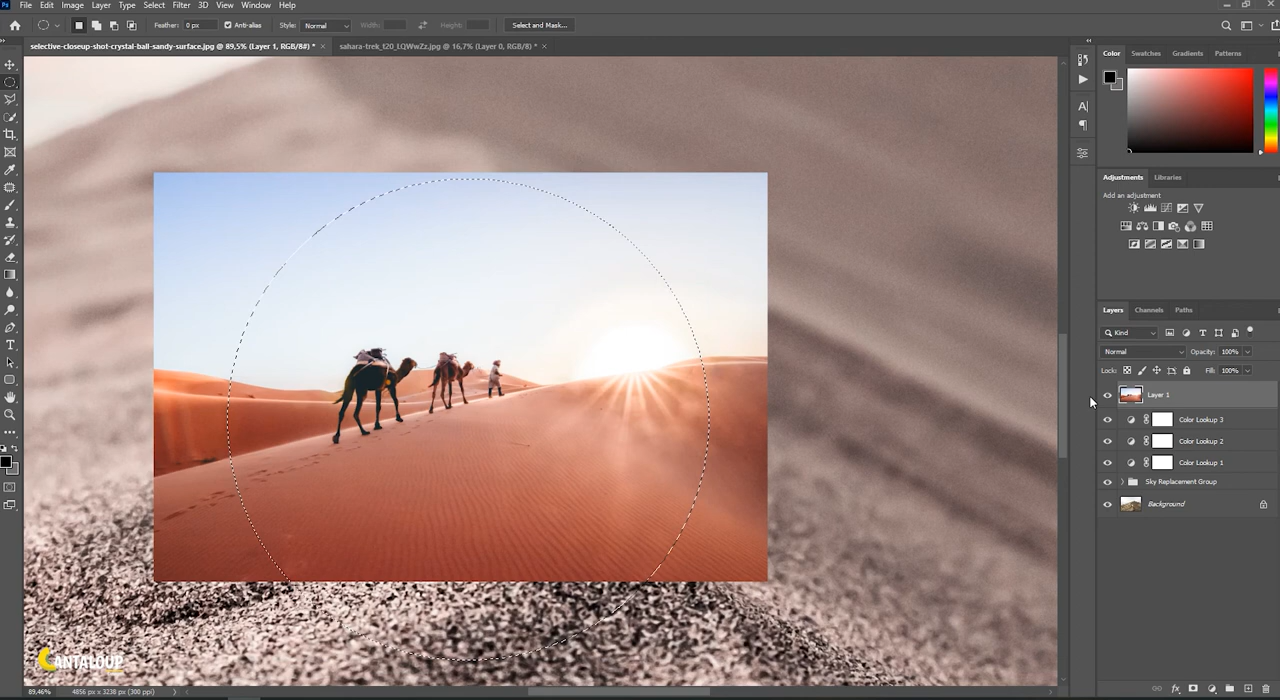 Ps File Edit Image Layer Type Select Filter 3D View Window Help
Feather: 0 px Anti-alias Style: Normal Width: Height: Select and Mask...
selective-closeup-shot-crystal-ball-sandy-surface.jpg @ 89,5% (Layer 1, RGB/8#) * × sahara-trek_t20_LQWwZz.jpg @ 16,7% (Layer 0, RGB/8) * ×
Color Swatches Gradients Patterns
Adjustments Libraries
Add an adjustment
Layers Channels Paths
Kind
Normal Opacity: 100%
Lock: Fill: 100%
Layer 1
Color Lookup 3
Color Lookup 2
Color Lookup 1
Sky Replacement Group
Background
CANTALOUP
89,46% 4856 px x 3238 px (300 ppi)